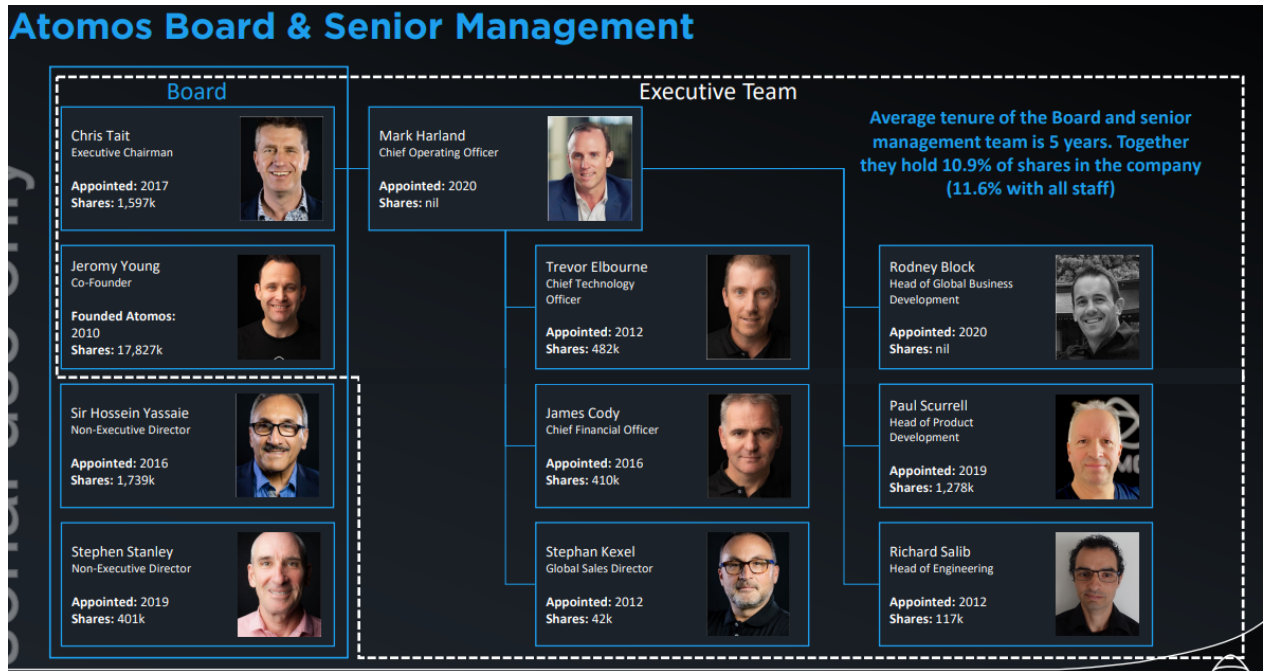 Atomos Board & Senior Management
Board
Executive Team
Chris Tait
Executive Chairman
Appointed: 2017
Shares: 1,597k
Mark Harland
Chief Operating Officer
Appointed: 2020
Shares: nil
Average tenure of the Board and senior
management team is 5 years. Together
they hold 10.9% of shares in the company
(11.6% with all staff)
Jeromy Young
Co-Founder
Founded Atomos:
2010
Shares: 17,827k
Trevor Elbourne
Chief Technology
Officer
Appointed: 2012
Shares: 482k
Rodney Block
Head of Global Business
Development
Appointed: 2020
Shares: nil
Sir Hossein Yassaie
Non-Executive Director
Appointed: 2016
Shares: 1,739k
James Cody
Chief Financial Officer
Appointed: 2016
Shares: 410k
Paul Scurrell
Head of Product
Development
Appointed: 2019
Shares: 1,278k
Stephen Stanley
Non-Executive Director
Appointed: 2019
Shares: 401k
Stephan Kexel
Global Sales Director
Appointed: 2012
Shares: 42k
Richard Salib
Head of Engineering
Appointed: 2012
Shares: 117k